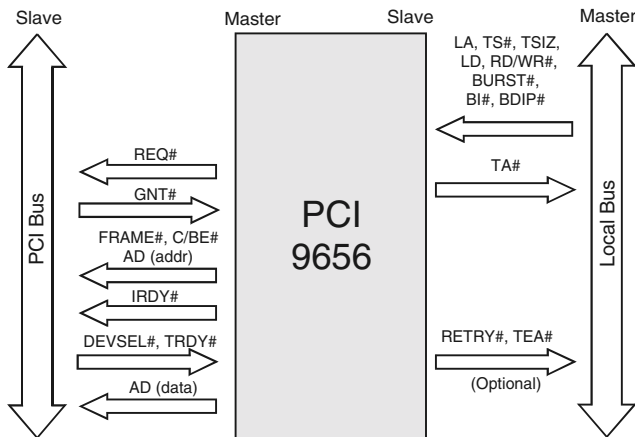 Slave
Master
Slave
Master
LA, TS#, TSIZ,
LD, RD/WR#,
BURST#,
BI#, BDIP#
REQ#
TA#
GNT#
PCI
9656
PCI Bus
Local Bus
FRAME#, C/BE#
AD (addr)
IRDY#
DEVSEL#, TRDY#
RETRY#, TEA#
(Optional)
AD (data)